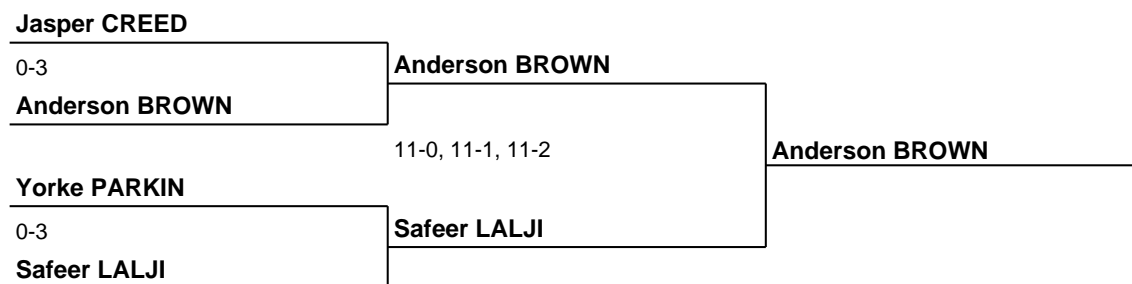 Jasper CREED
0-3
Anderson BROWN
Anderson BROWN
11-0, 11-1, 11-2
Anderson BROWN
Yorke PARKIN
0-3
Safeer LALJI
Safeer LALJI